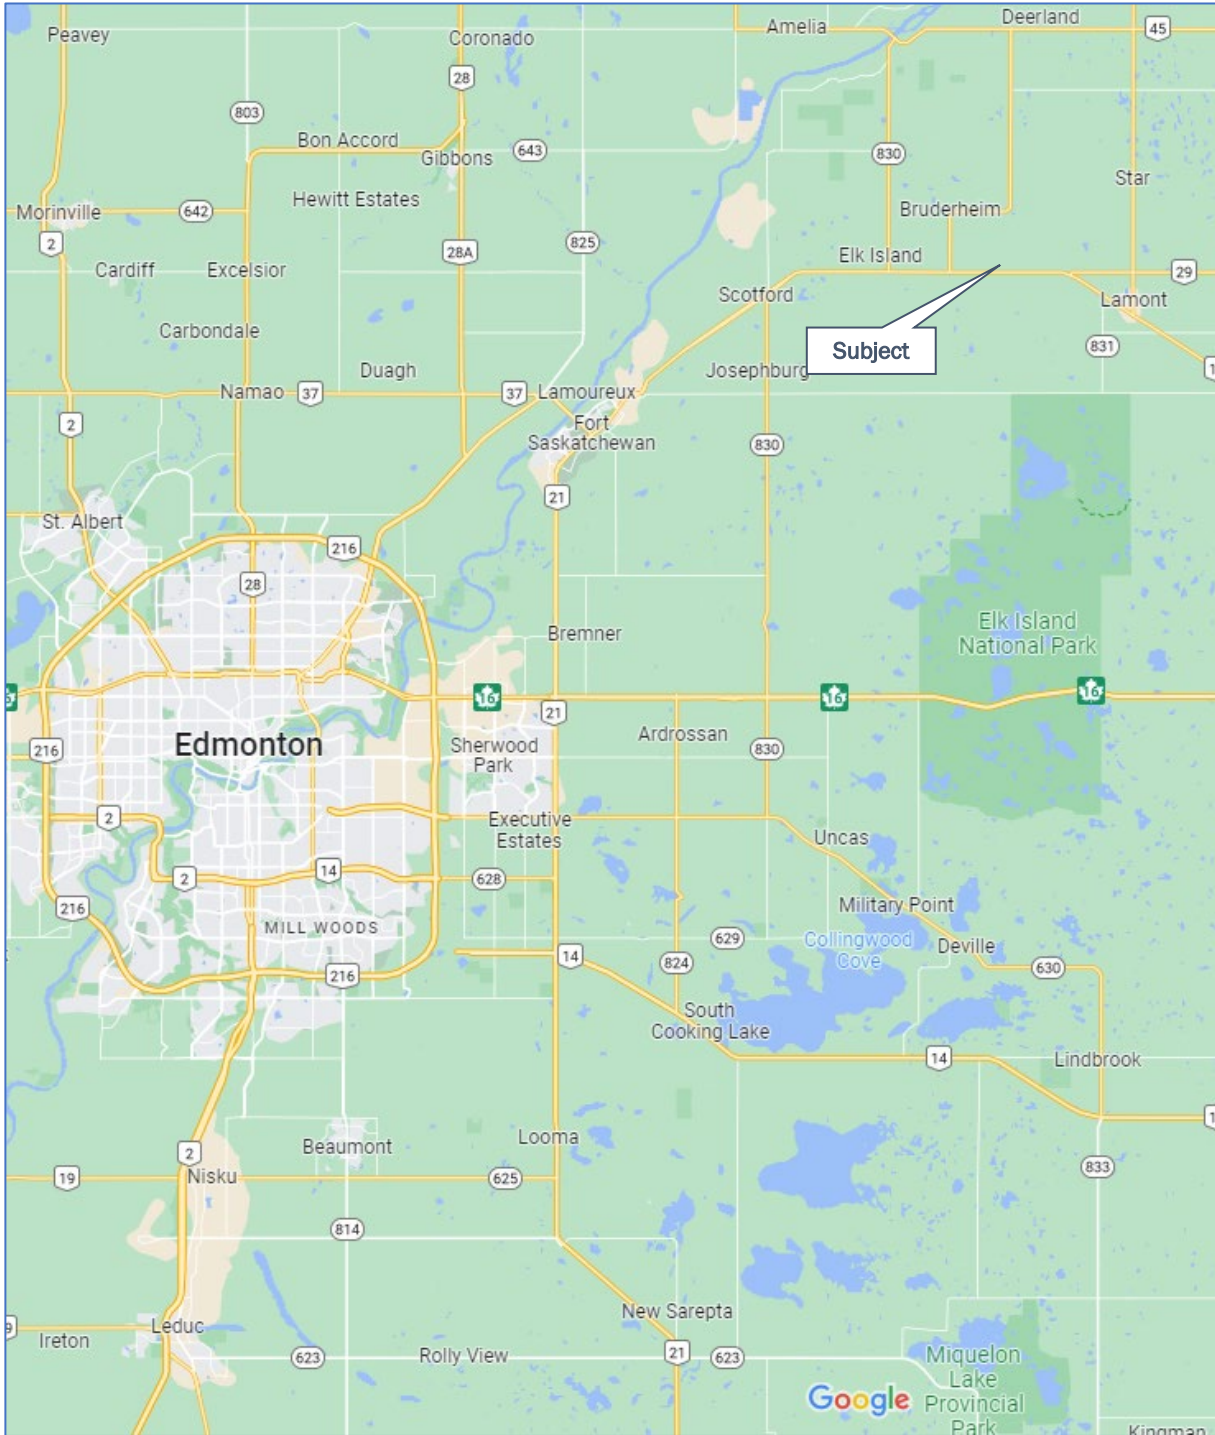 Peavey
Coronado
Amelia
Deerland
45
28
803
Bon Accord
Gibbons
643
830
Star
Hewitt Estates
Morinville
642
Bruderheim
2
28A
825
Elk Island
Cardiff
Excelsior
29
Scotford
Lamont
Carbondale
Subject
831
Duagh
Josephburg
Namao
37
37
Lamoureux
2
Fort
Saskatchewan
830
21
St. Albert
216
28
Elk Island
National Park
Bremner
16
16
16
21
Edmonton
Ardrossan
216
Sherwood
Park
830
2
Executive
Estates
Uncas
2
14
628
216
Military Point
MILL WOODS
629
Collingwood
Cove
Deville
14
824
630
216
South
Cooking Lake
14
Lindbrook
Looma
Beaumont
2
Nisku
19
625
833
814
New Sarepta
Leduc
Ireton
623
Rolly View
21
623
Miquelon
Lake
Provincial
Park
Google
Kingman